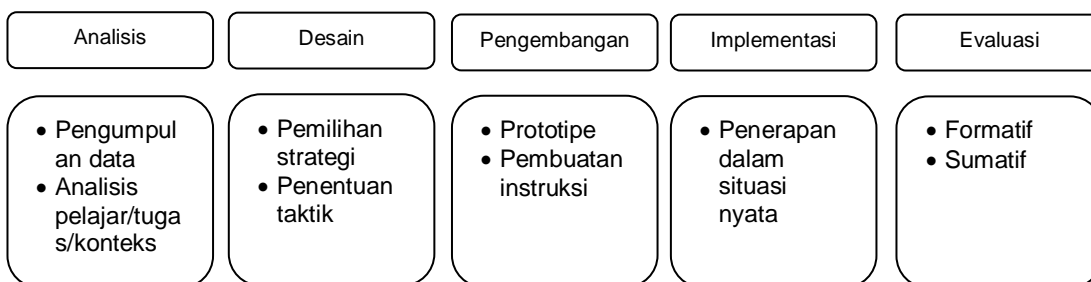 Analisis
Desain
Pengembangan
Implementasi
Evaluasi
• Pengumpul
an data
• Analisis
pelajar/tuga
s/konteks
• Pemilihan
strategi
• Penentuan
taktik
• Prototipe
• Pembuatan
instruksi
• Penerapan
dalam
situasi
nyata
• Formatif
• Sumatif